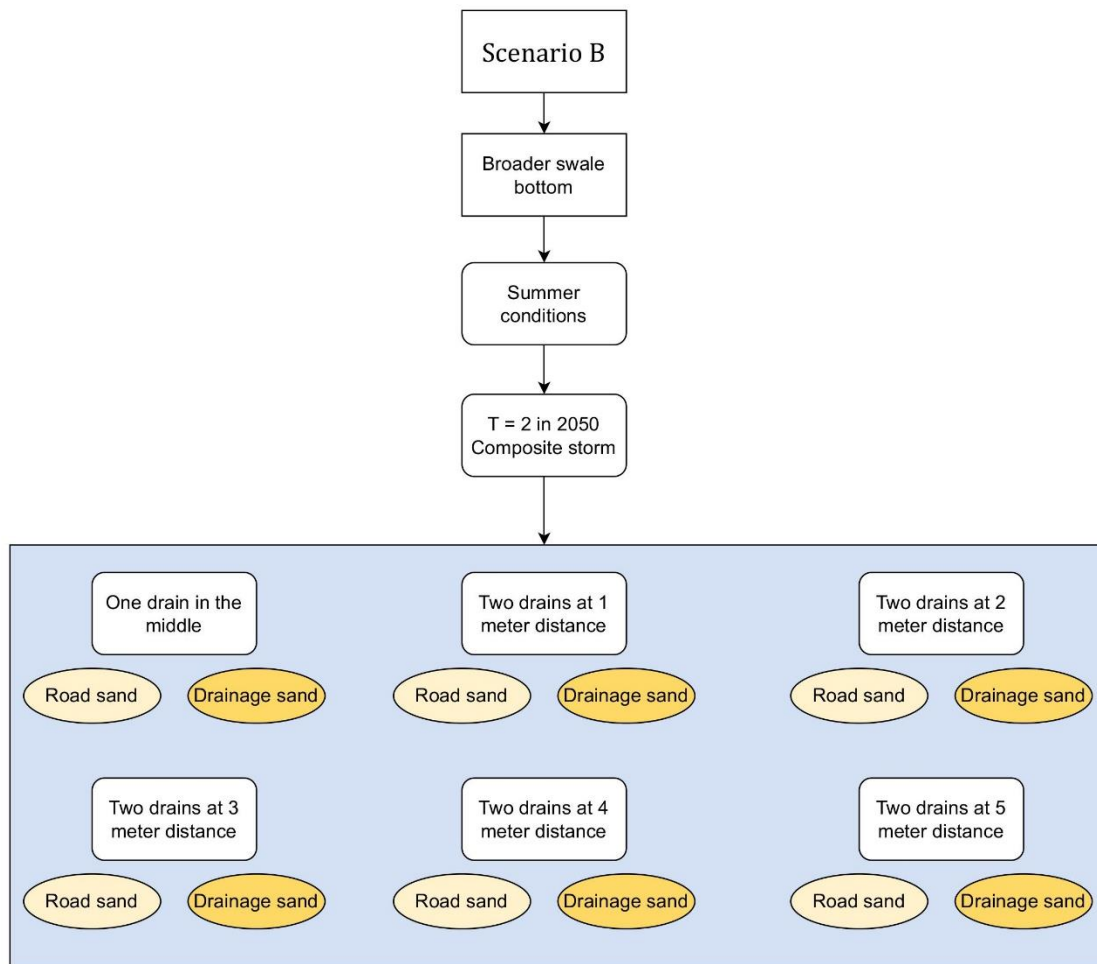 Scenario B
Broader swale
bottom
Summer
conditions
T = 2 in 2050
Composite storm
One drain in the
middle
Road sand
Drainage sand
Two drains at 1
meter distance
Road sand
Drainage sand
Two drains at 2
meter distance
Road sand
Drainage sand
Two drains at 3
meter distance
Road sand
Drainage sand
Two drains at 4
meter distance
Road sand
Drainage sand
Two drains at 5
meter distance
Road sand
Drainage sand